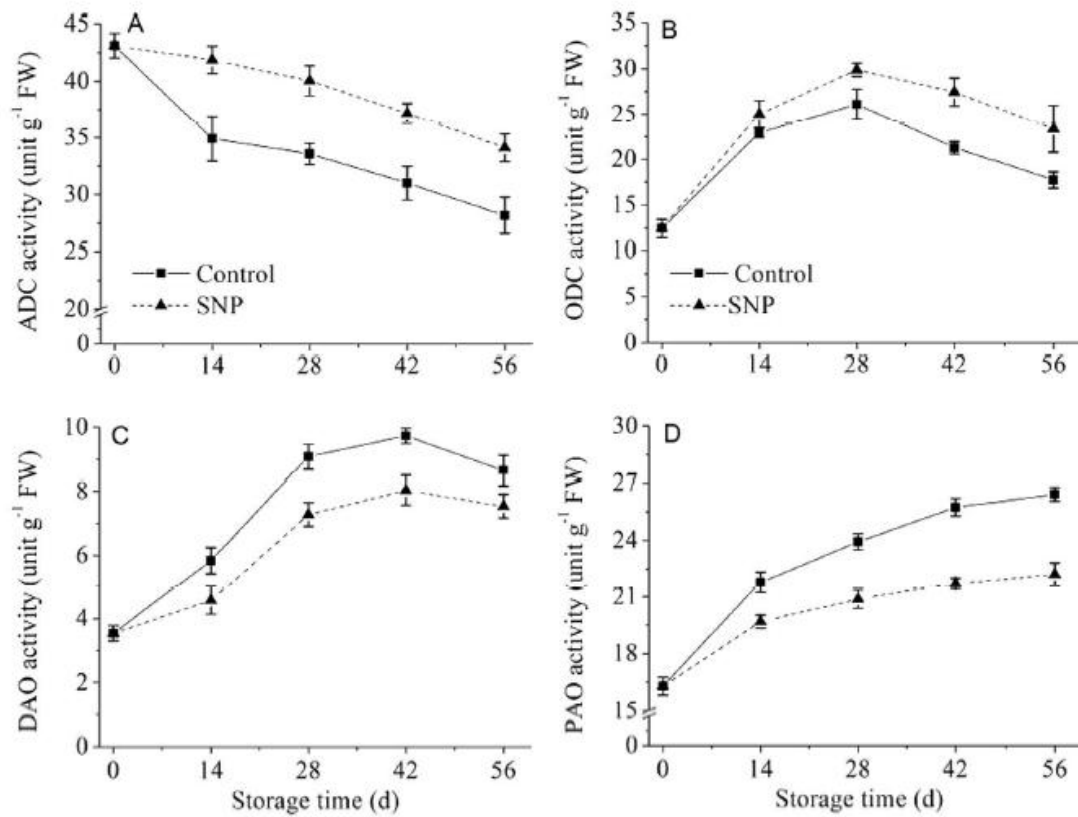 A
ADC activity (unit g⁻¹ FW)
45
40
35
30
25
20
0
Control
SNP
0 14 28 42 56
B
ODC activity (unit g⁻¹ FW)
35
30
25
20
15
10
5
0
Control
SNP
0 14 28 42 56
C
DAO activity (unit g⁻¹ FW)
10
8
6
4
2
0
0 14 28 42 56
Storage time (d)
D
PAO activity (unit g⁻¹ FW)
30
27
24
21
18
15
0
0 14 28 42 56
Storage time (d)